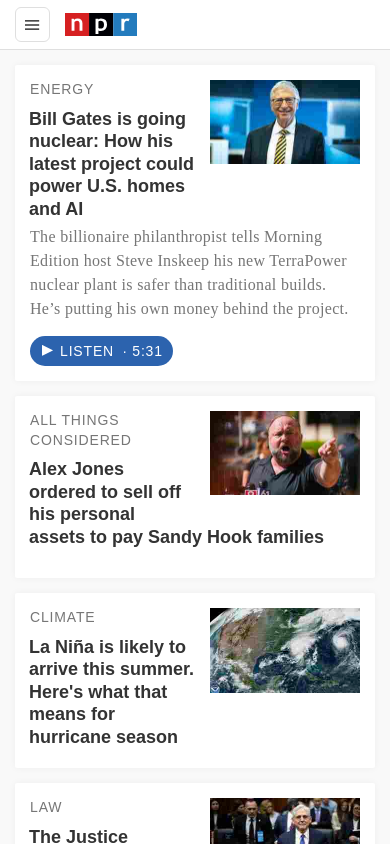 npr
ENERGY
Bill Gates is going
nuclear: How his
latest project could
power U.S. homes
and AI
The billionaire philanthropist tells Morning
Edition host Steve Inskeep his new TerraPower
nuclear plant is safer than traditional builds.
He’s putting his own money behind the project.
LISTEN · 5:31
ALL THINGS
CONSIDERED
Alex Jones
ordered to sell off
his personal
assets to pay Sandy Hook families
CLIMATE
La Niña is likely to
arrive this summer.
Here's what that
means for
hurricane season
LAW
The Justice